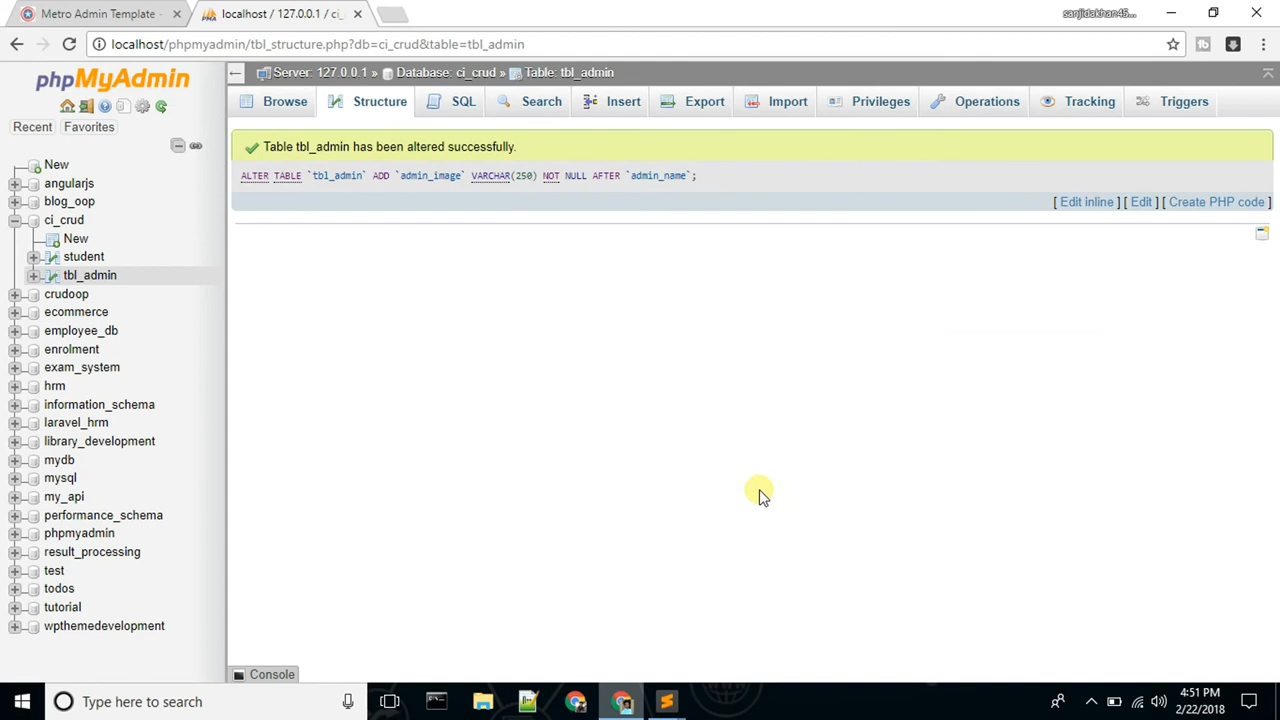 Metro Admin Template -
localhost / 127.0.0.1 / ci_
sanjidakhan45...
localhost/phpmyadmin/tbl_structure.php?db=ci_crud&table=tbl_admin
phpMyAdmin
Server: 127.0.0.1 » Database: ci_crud » Table: tbl_admin
Browse Structure SQL Search Insert Export Import Privileges Operations Tracking Triggers
Recent Favorites
Table tbl_admin has been altered successfully.
ALTER TABLE `tbl_admin` ADD `admin_image` VARCHAR(250) NOT NULL AFTER `admin_name`;
[ Edit inline ] [ Edit ] [ Create PHP code ]
New
angularjs
blog_oop
ci_crud
New
student
tbl_admin
crudoop
ecommerce
employee_db
enrolment
exam_system
hrm
information_schema
laravel_hrm
library_development
mydb
mysql
my_api
performance_schema
phpmyadmin
result_processing
test
todos
tutorial
wpthemedevelopment
Console
Type here to search
4:51 PM
2/22/2018